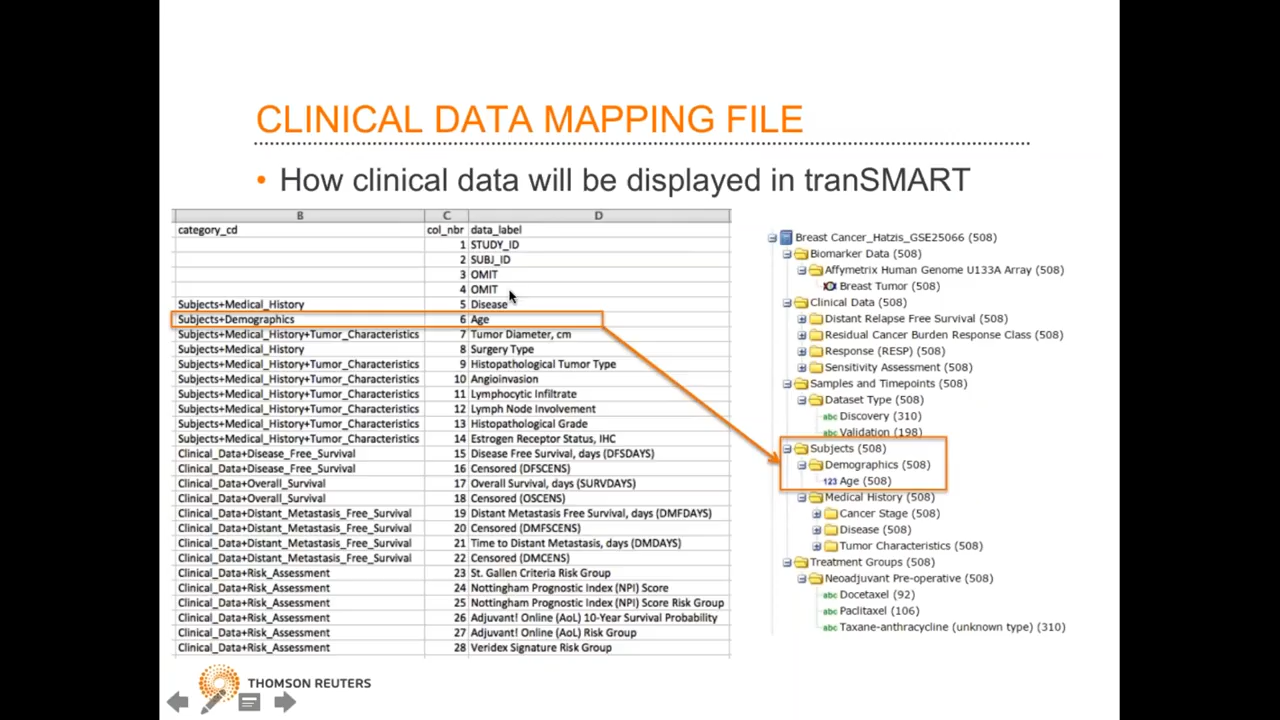 CLINICAL DATA MAPPING FILE
• How clinical data will be displayed in tranSMART
B C D
category_cd col_nbr data_label
1 STUDY_ID
2 SUBJ_ID
3 OMIT
4 OMIT
Subjects+Medical_History 5 Disease
Subjects+Demographics 6 Age
Subjects+Medical_History+Tumor_Characteristics 7 Tumor Diameter, cm
Subjects+Medical_History 8 Surgery Type
Subjects+Medical_History+Tumor_Characteristics 9 Histopathological Tumor Type
Subjects+Medical_History+Tumor_Characteristics 10 Angioinvasion
Subjects+Medical_History+Tumor_Characteristics 11 Lymphocytic Infiltrate
Subjects+Medical_History+Tumor_Characteristics 12 Lymph Node Involvement
Subjects+Medical_History+Tumor_Characteristics 13 Histopathological Grade
Subjects+Medical_History+Tumor_Characteristics 14 Estrogen Receptor Status, IHC
Clinical_Data+Disease_Free_Survival 15 Disease Free Survival, days (DFSDAYS)
Clinical_Data+Disease_Free_Survival 16 Censored (DFSCENS)
Clinical_Data+Overall_Survival 17 Overall Survival, days (SURVDAYS)
Clinical_Data+Overall_Survival 18 Censored (OSCENS)
Clinical_Data+Distant_Metastasis_Free_Survival 19 Distant Metastasis Free Survival, days (DMFDAYS)
Clinical_Data+Distant_Metastasis_Free_Survival 20 Censored (DMFSCENS)
Clinical_Data+Distant_Metastasis_Free_Survival 21 Time to Distant Metastasis, days (DMDAYS)
Clinical_Data+Distant_Metastasis_Free_Survival 22 Censored (DMCENS)
Clinical_Data+Risk_Assessment 23 St. Gallen Criteria Risk Group
Clinical_Data+Risk_Assessment 24 Nottingham Prognostic Index (NPI) Score
Clinical_Data+Risk_Assessment 25 Nottingham Prognostic Index (NPI) Score Risk Group
Clinical_Data+Risk_Assessment 26 Adjuvant! Online (AoL) 10-Year Survival Probability
Clinical_Data+Risk_Assessment 27 Adjuvant! Online (AoL) Risk Group
Clinical_Data+Risk_Assessment 28 Veridex Signature Risk Group
Breast Cancer_Hatzis_GSE25066 (508)
Biomarker Data (508)
Affymetrix Human Genome U133A Array (508)
Breast Tumor (508)
Clinical Data (508)
Distant Relapse Free Survival (508)
Residual Cancer Burden Response Class (508)
Response (RESP) (508)
Sensitivity Assessment (508)
Samples and Timepoints (508)
Dataset Type (508)
abc Discovery (310)
abc Validation (198)
Subjects (508)
Demographics (508)
123 Age (508)
Medical History (508)
Cancer Stage (508)
Disease (508)
Tumor Characteristics (508)
Treatment Groups (508)
Neoadjuvant Pre-operative (508)
abc Docetaxel (92)
abc Paclitaxel (106)
abc Taxane-anthracycline (unknown type) (310)
THOMSON REUTERS